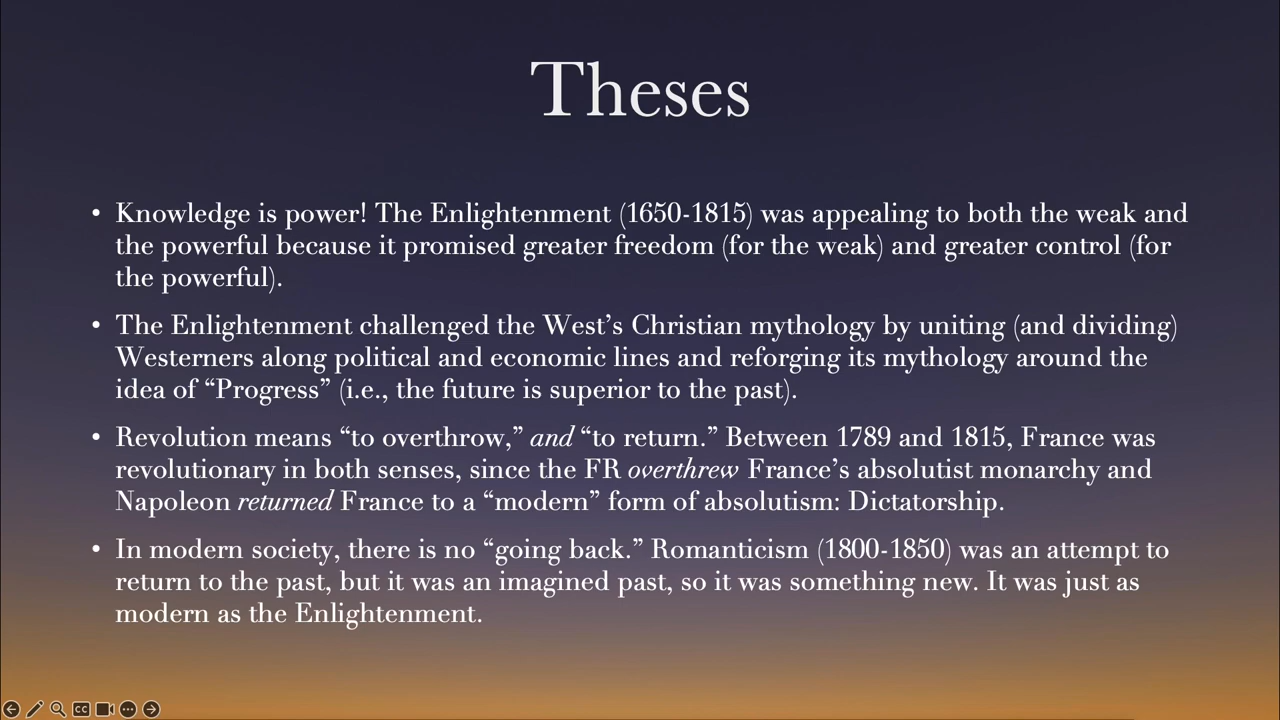 Theses
• Knowledge is power! The Enlightenment (1650-1815) was appealing to both the weak and
the powerful because it promised greater freedom (for the weak) and greater control (for
the powerful).
• The Enlightenment challenged the West’s Christian mythology by uniting (and dividing)
Westerners along political and economic lines and reforging its mythology around the
idea of “Progress” (i.e., the future is superior to the past).
• Revolution means “to overthrow,” and “to return.” Between 1789 and 1815, France was
revolutionary in both senses, since the FR overthrew France’s absolutist monarchy and
Napoleon returned France to a “modern” form of absolutism: Dictatorship.
• In modern society, there is no “going back.” Romanticism (1800-1850) was an attempt to
return to the past, but it was an imagined past, so it was something new. It was just as
modern as the Enlightenment.
CC